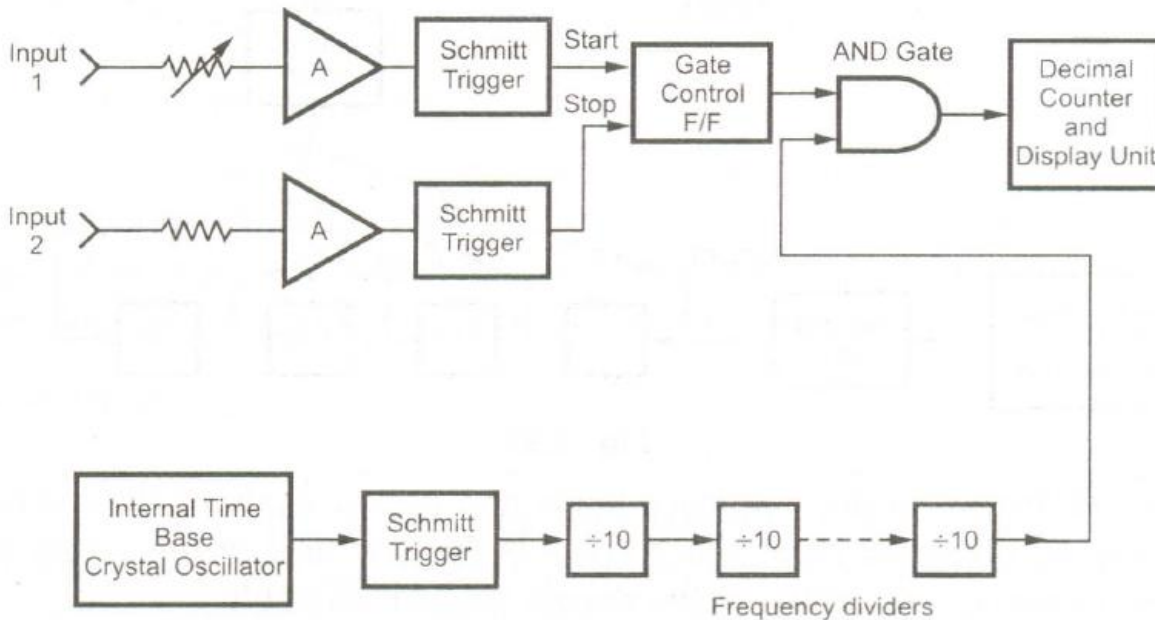 Input
1
A
Schmitt
Trigger
Start
Stop
Gate
Control
F/F
AND Gate
Decimal
Counter
and
Display Unit
Input
2
A
Schmitt
Trigger
Internal Time
Base
Crystal Oscillator
Schmitt
Trigger
÷10
÷10
÷10
Frequency dividers